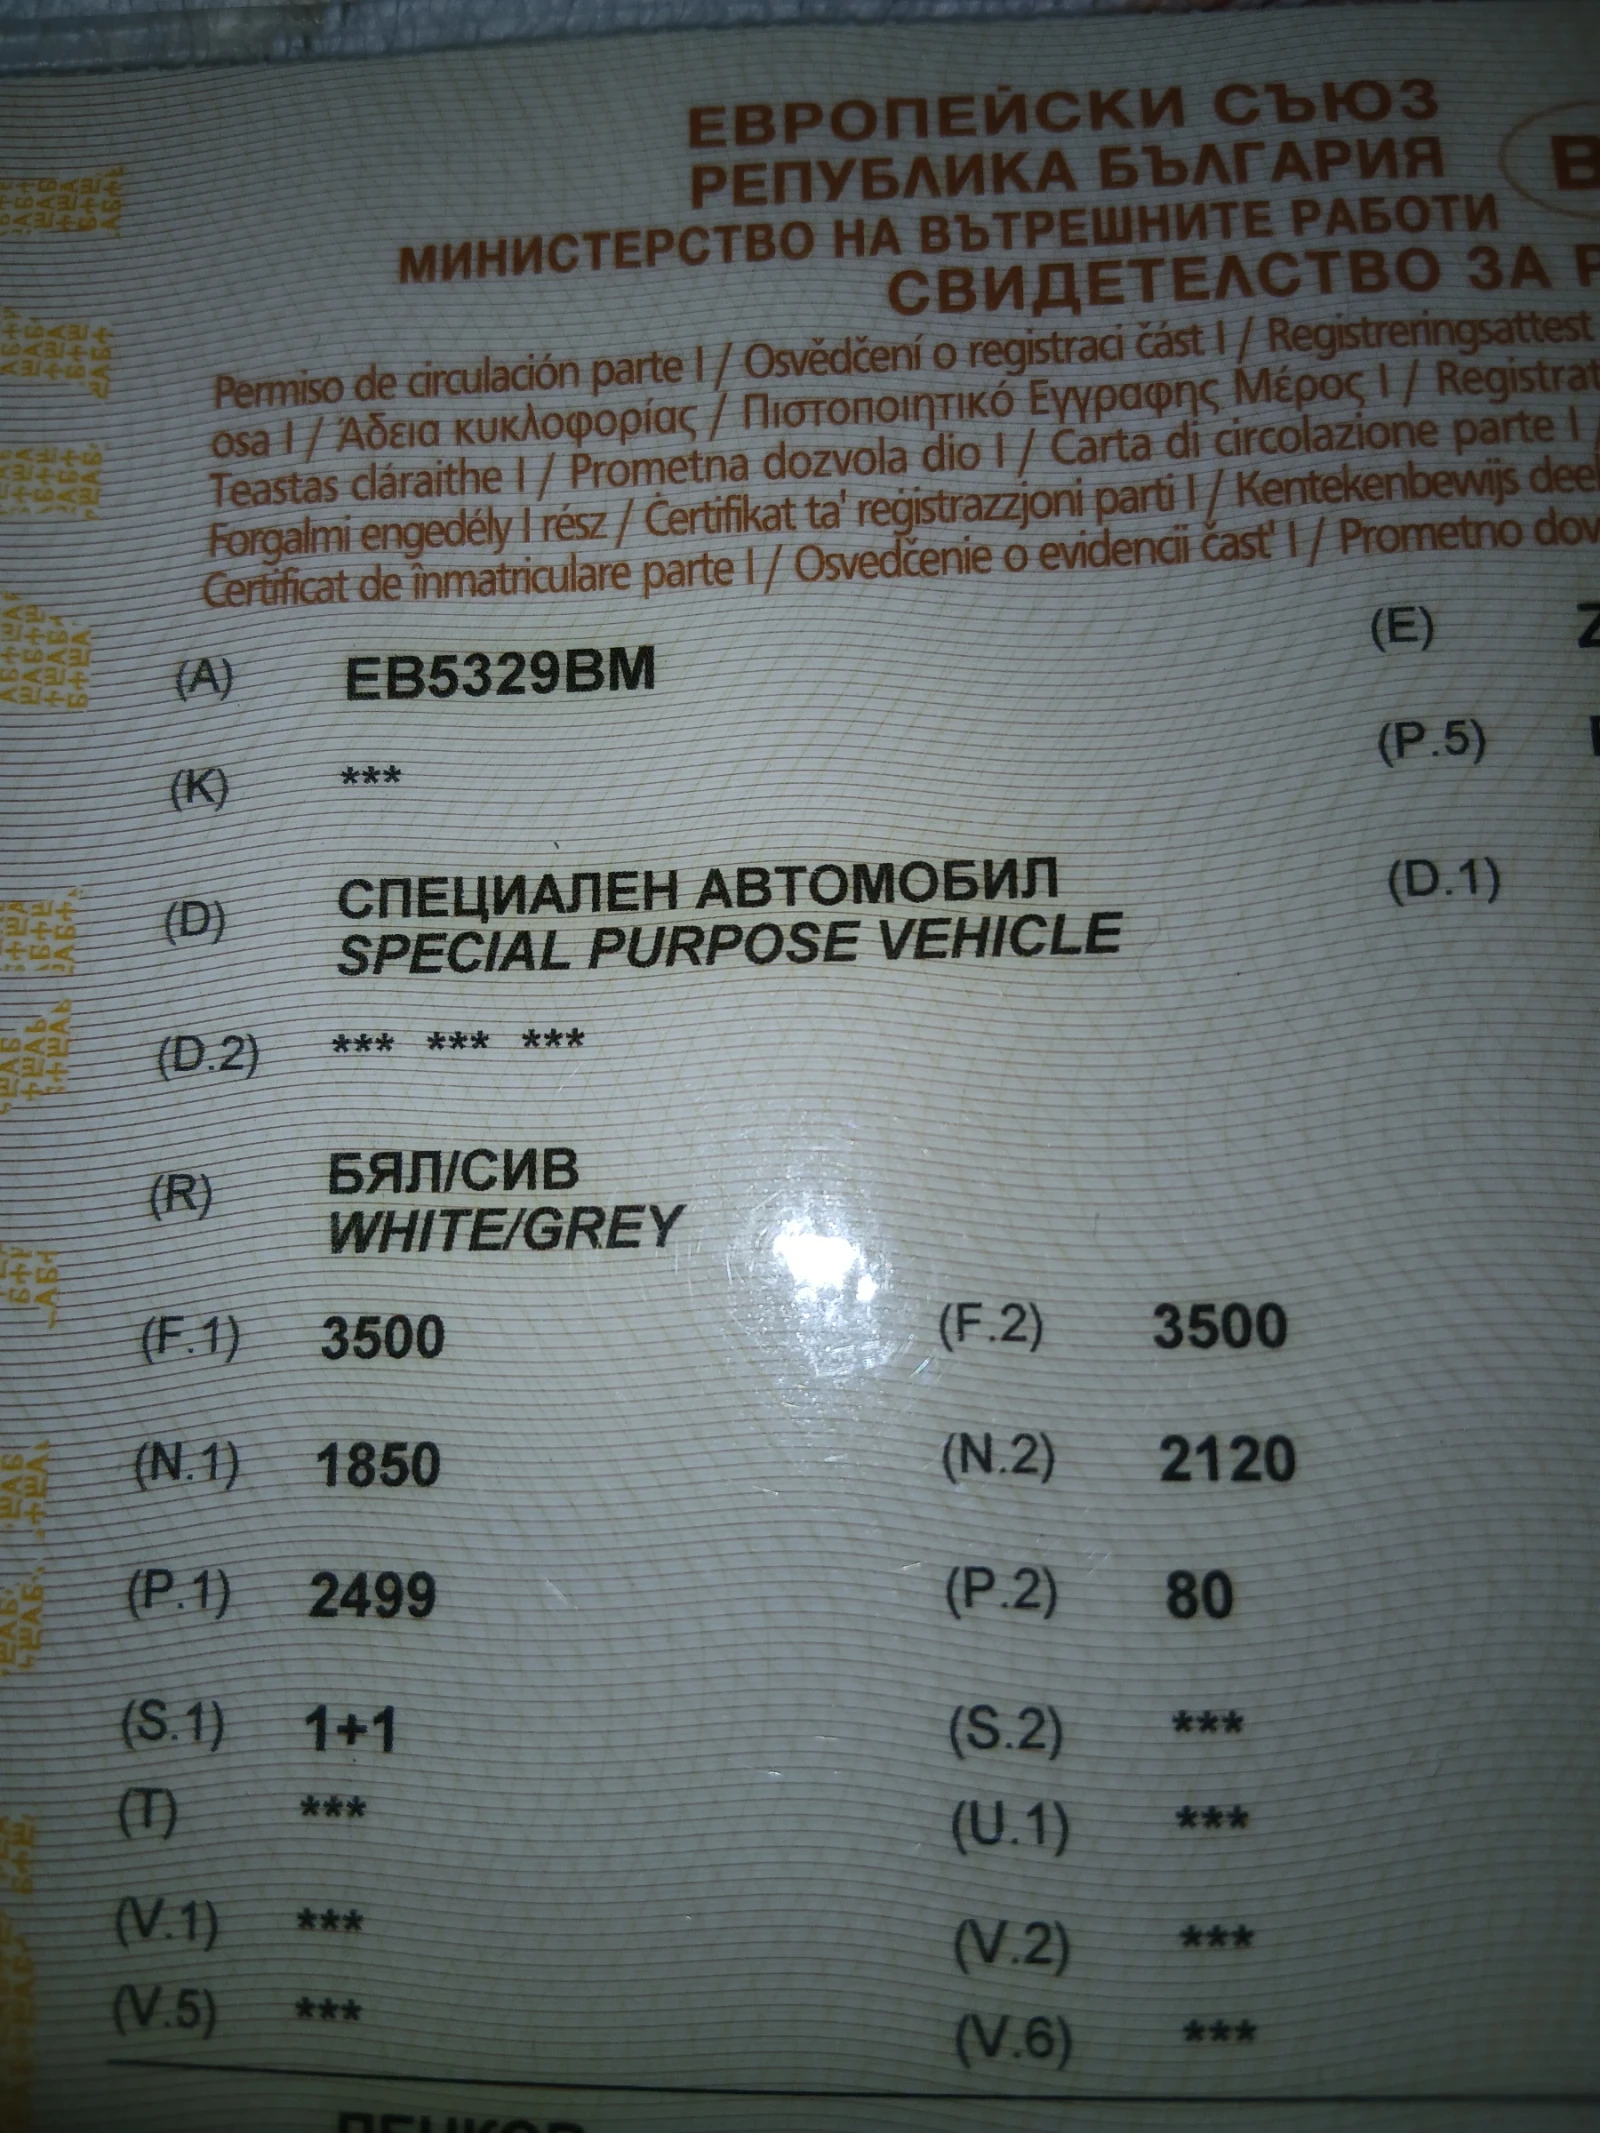 ЕВРОПЕЙСКИ СЪЮЗ
РЕПУБЛИКА БЪЛГАРИЯ
МИНИСТЕРСТВО НА ВЪТРЕШНИТЕ РАБОТИ
СВИДЕТЕЛСТВО ЗА
Permiso de circulación parte I / Osvědčení o registraci část I / Registreringsattest
osa I / Άδεια κυκλοφορίας / Πιστοποιητικό Εγγραφης Μέρος I / Registrat
Teastas cláraithe I / Prometna dozvola dio I / Carta di circolazione parte I /
Forgalmi engedély I rész / Ċertifikat ta' reġistrazzjoni parti I / Kentekenbewijs deel
Certificat de înmatriculare parte I / Osvedčenie o evidencii časť I / Prometno dov
(A) EB5329BM (E) Z
(K) *** (P.5)
(D) СПЕЦИАЛЕН АВТОМОБИЛ (D.1)
SPECIAL PURPOSE VEHICLE
(D.2) *** *** ***
(R) БЯЛ/СИВ
WHITE/GREY
(F.1) 3500 (F.2) 3500
(N.1) 1850 (N.2) 2120
(P.1) 2499 (P.2) 80
(S.1) 1+1 (S.2) ***
(T) *** (U.1) ***
(V.1) *** (V.2) ***
(V.5) *** (V.6) ***